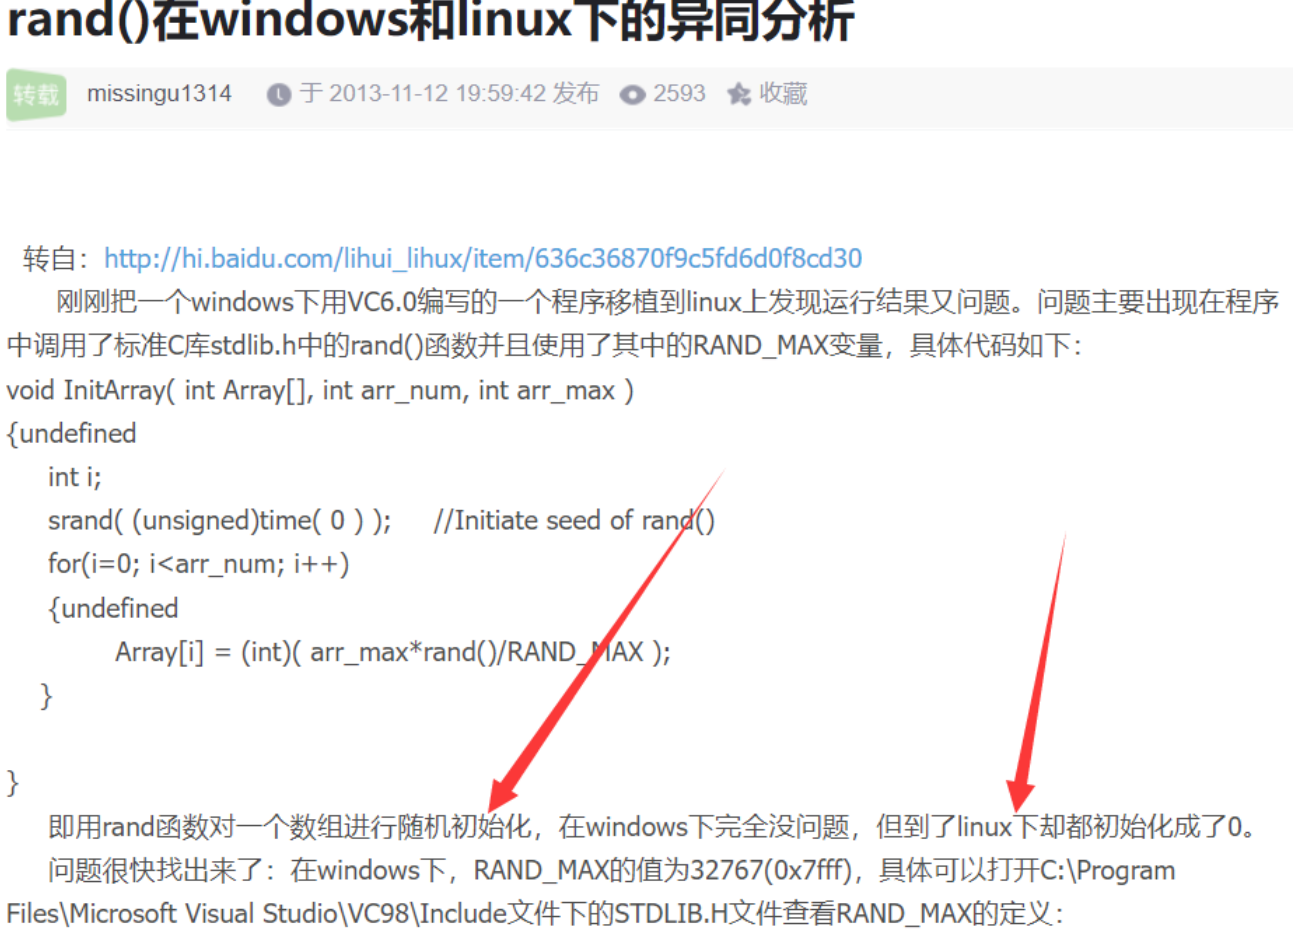 rand()在windows和linux下的异同分析
转载 missingu1314 于 2013-11-12 19:59:42 发布 2593 收藏
转自：http://hi.baidu.com/lihui_lihux/item/636c36870f9c5fd6d0f8cd30
刚刚把一个windows下用VC6.0编写的一个程序移植到linux上发现运行结果又问题。问题主要出现在程序
中调用了标准C库stdlib.h中的rand()函数并且使用了其中的RAND_MAX变量，具体代码如下：
void InitArray( int Array[], int arr_num, int arr_max )
{undefined
int i;
srand( (unsigned)time( 0 ) ); //Initiate seed of rand()
for(i=0; i<arr_num; i++)
{undefined
Array[i] = (int)( arr_max*rand()/RAND_MAX );
}
}
即用rand函数对一个数组进行随机初始化，在windows下完全没问题，但到了linux下却都初始化成了0。
问题很快找出来了：在windows下，RAND_MAX的值为32767(0x7fff)，具体可以打开C:\Program
Files\Microsoft Visual Studio\VC98\Include文件下的STDLIB.H文件查看RAND_MAX的定义：